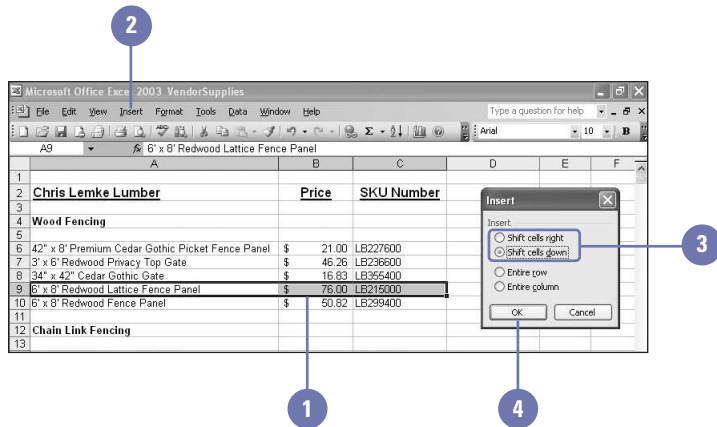 2
Microsoft Office Excel 2003 VendorSupplies
File Edit View Insert Format Tools Data Window Help Type a question for help
Arial 10 B
A9 fx 6' x 8' Redwood Lattice Fence Panel
A B C D E F
1
2 Chris Lemke Lumber Price SKU Number
3
4 Wood Fencing
5
6 42" x 8' Premium Cedar Gothic Picket Fence Panel $ 21.00 LB227600
7 3' x 6' Redwood Privacy Top Gate $ 46.26 LB236600
8 34" x 42" Cedar Gothic Gate $ 16.83 LB355400
9 6' x 8' Redwood Lattice Fence Panel $ 76.00 LB215000
10 6' x 8' Redwood Fence Panel $ 50.82 LB299400
11
12 Chain Link Fencing
13
Insert
Insert
Shift cells right
Shift cells down
Entire row
Entire column
OK Cancel
3
1
4